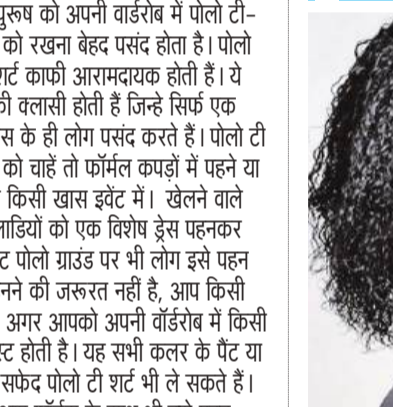 पुरूष को अपनी वार्डरोब में पोलो टी-
को रखना बेहद पसंद होता है। पोलो
शर्ट काफी आरामदायक होती हैं। ये
की क्लासी होती हैं जिन्हे सिर्फ एक
स के ही लोग पसंद करते हैं। पोलो टी
को चाहें तो फॉर्मल कपड़ों में पहने या
किसी खास इवेंट में। खेलने वाले
लाडियों को एक विशेष ड्रेस पहनकर
ट पोलो ग्राउंड पर भी लोग इसे पहन
नने की जरूरत नहीं है, आप किसी
अगर आपको अपनी वॉर्डरोब में किसी
स्ट होती है। यह सभी कलर के पैंट या
सफेद पोलो टी शर्ट भी ले सकते हैं।